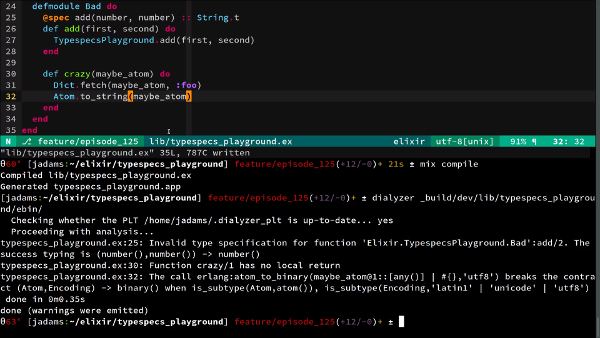 24 defmodule Bad do
25 @spec add(number, number) :: String.t
26 def add(first, second) do
27 TypespecsPlayground.add(first, second)
28 end
29
30 def crazy(maybe_atom) do
31 Dict.fetch(maybe_atom, :foo)
32 Atom.to_string(maybe_atom)
33 end
34 end
35 end
N feature/episode_125 lib/typespecs_playground.ex elixir utf-8[unix] 91% ¶ 32: 32
"lib/typespecs_playground.ex" 35L, 787C written
θ60° [jadams:~/elixir/typespecs_playground] feature/episode_125(+12/-0)+ 21s ± mix compile
Compiled lib/typespecs_playground.ex
Generated typespecs_playground.app
[jadams:~/elixir/typespecs_playground] feature/episode_125(+12/-0)+ ± dialyzer _build/dev/lib/typespecs_playgrou
nd/ebin/
Checking whether the PLT /home/jadams/.dialyzer_plt is up-to-date... yes
Proceeding with analysis...
typespecs_playground.ex:25: Invalid type specification for function 'Elixir.TypespecsPlayground.Bad':add/2. The
success typing is (number(),number()) -> number()
typespecs_playground.ex:30: Function crazy/1 has no local return
typespecs_playground.ex:32: The call erlang:atom_to_binary(maybe_atom@1::[any()] | #{},'utf8') breaks the contra
ct (Atom,Encoding) -> binary() when is_subtype(Atom,atom()), is_subtype(Encoding,'latin1' | 'unicode' | 'utf8')
done in 0m0.35s
done (warnings were emitted)
θ63° [jadams:~/elixir/typespecs_playground] feature/episode_125(+12/-0)+ ±